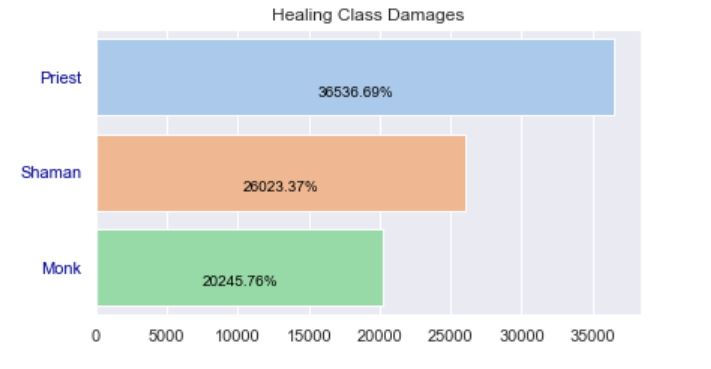 Healing Class Damages
Priest
36536.69%
Shaman
26023.37%
Monk
20245.76%
0 5000 10000 15000 20000 25000 30000 35000